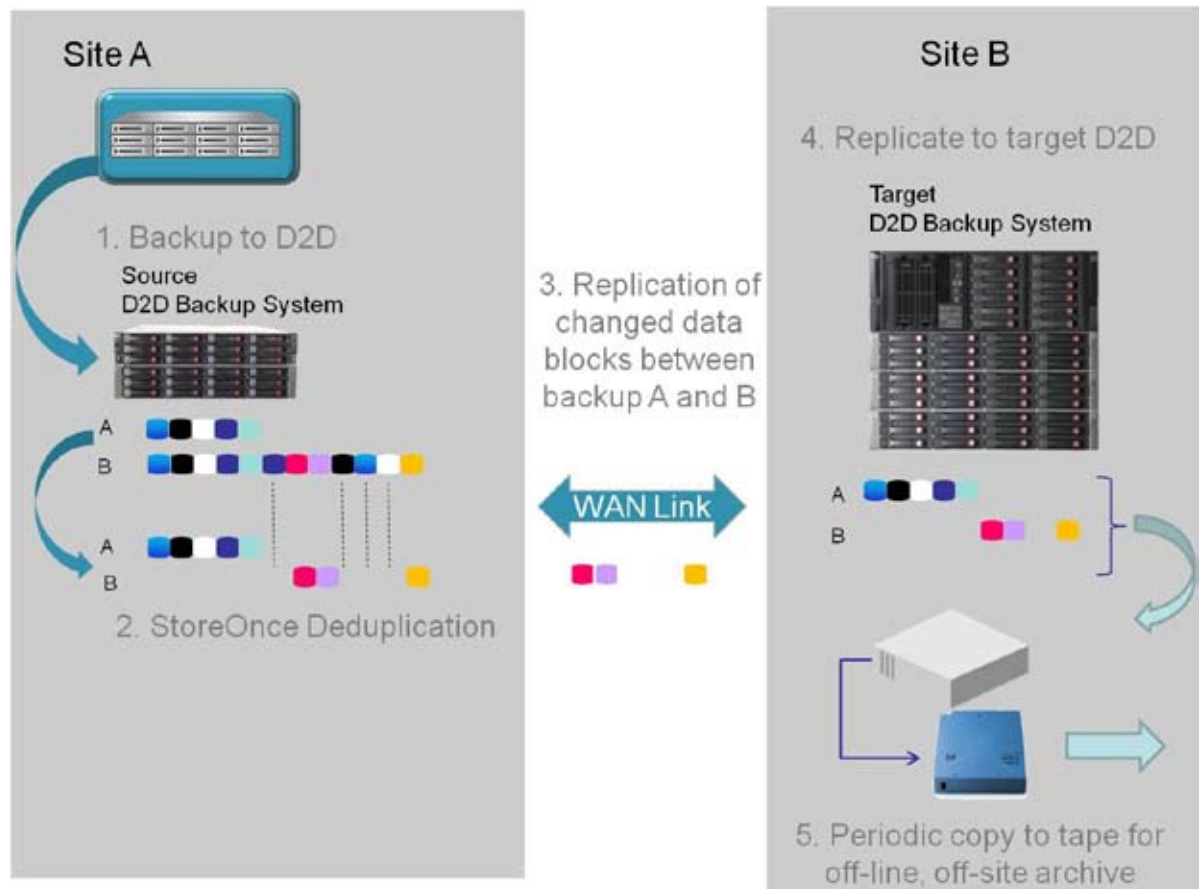 Site A
1. Backup to D2D
Source
D2D Backup System
A
B
A
B
2. StoreOnce Deduplication
3. Replication of
changed data
blocks between
backup A and B
WAN Link
Site B
4. Replicate to target D2D
Target
D2D Backup System
A
B
5. Periodic copy to tape for
off-line, off-site archive